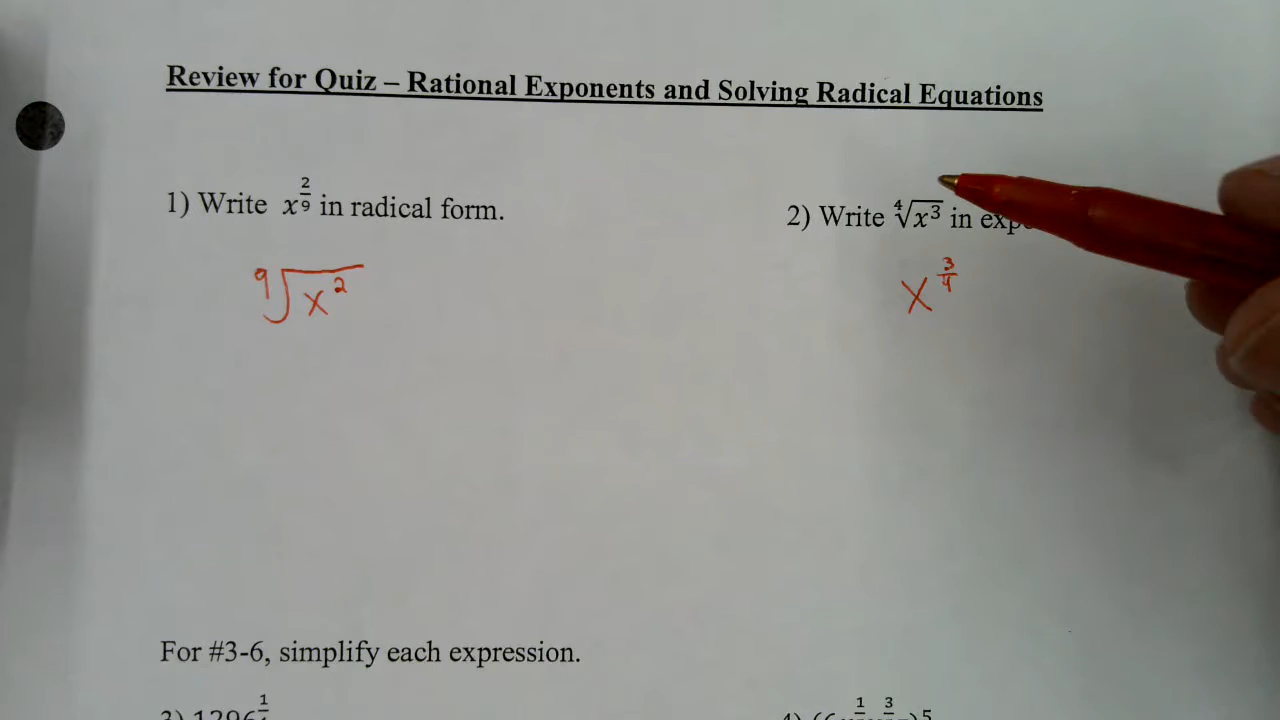 Review for Quiz – Rational Exponents and Solving Radical Equations
1) Write x^(2/9) in radical form.
2) Write ⁴√(x³) in
⁹√(x²)
x^(3/4)
For #3-6, simplify each expression.